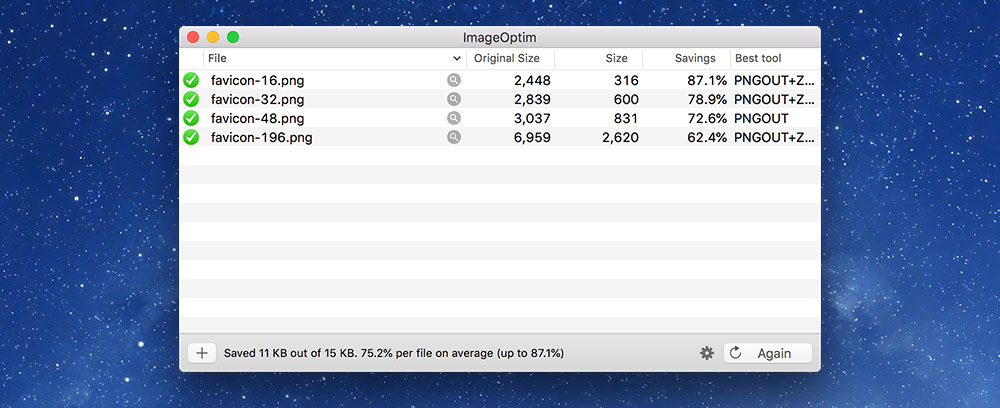 ImageOptim
File Original Size Size Savings Best tool
favicon-16.png 2,448 316 87.1% PNGOUT+Z...
favicon-32.png 2,839 600 78.9% PNGOUT+Z...
favicon-48.png 3,037 831 72.6% PNGOUT
favicon-196.png 6,959 2,620 62.4% PNGOUT+Z...
Saved 11 KB out of 15 KB. 75.2% per file on average (up to 87.1%) Again